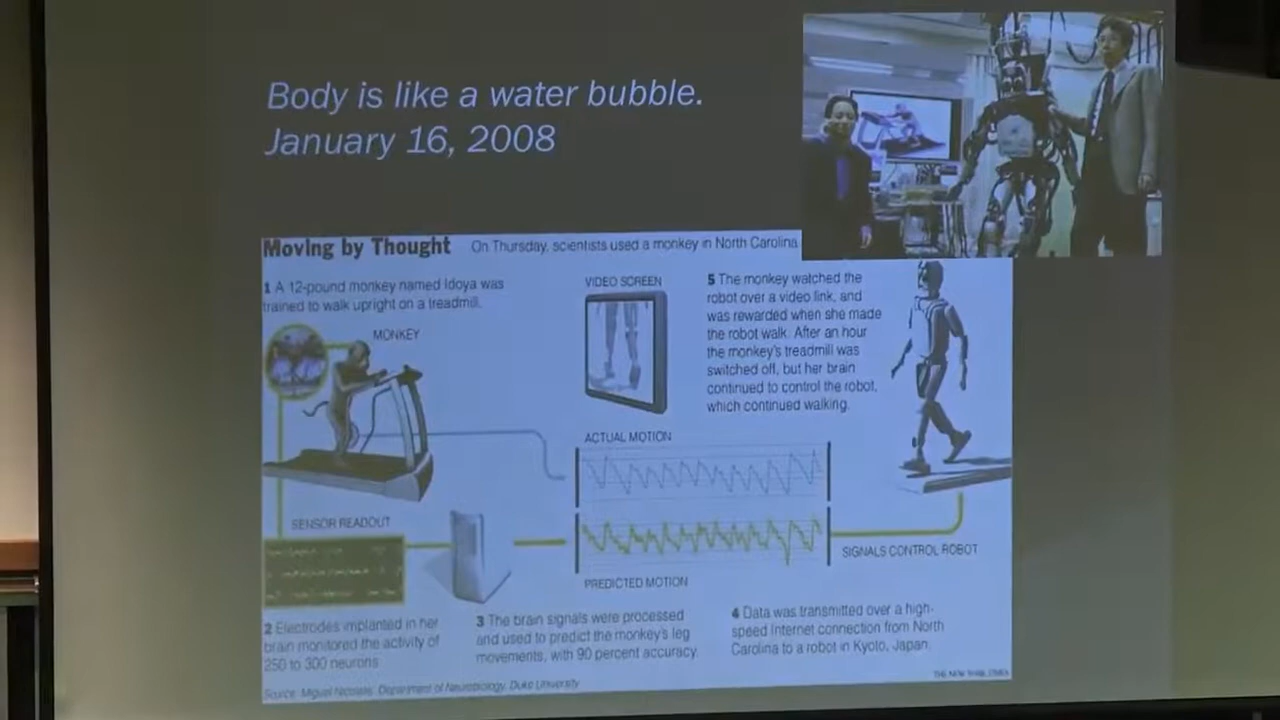 Body is like a water bubble.
January 16, 2008
Moving by Thought
On Thursday, scientists used a monkey in North Carolina
1 A 12-pound monkey named Idoya was
trained to walk upright on a treadmill.
MONKEY
VIDEO SCREEN
5 The monkey watched the
robot over a video link, and
was rewarded when she made
the robot walk. After an hour
the monkey's treadmill was
switched off, but her brain
continued to control the robot,
which continued walking.
ACTUAL MOTION
SENSOR READOUT
SIGNALS CONTROL ROBOT
PREDICTED MOTION
2 Electrodes implanted in her
brain monitored the activity of
250 to 300 neurons
3 The brain signals were processed
and used to predict the monkey's leg
movements, with 90 percent accuracy.
4 Data was transmitted over a high-
speed Internet connection from North
Carolina to a robot in Kyoto, Japan.
THE NEW YORK TIMES
Source: Miguel Nicolelis, Department of Neurobiology, Duke University